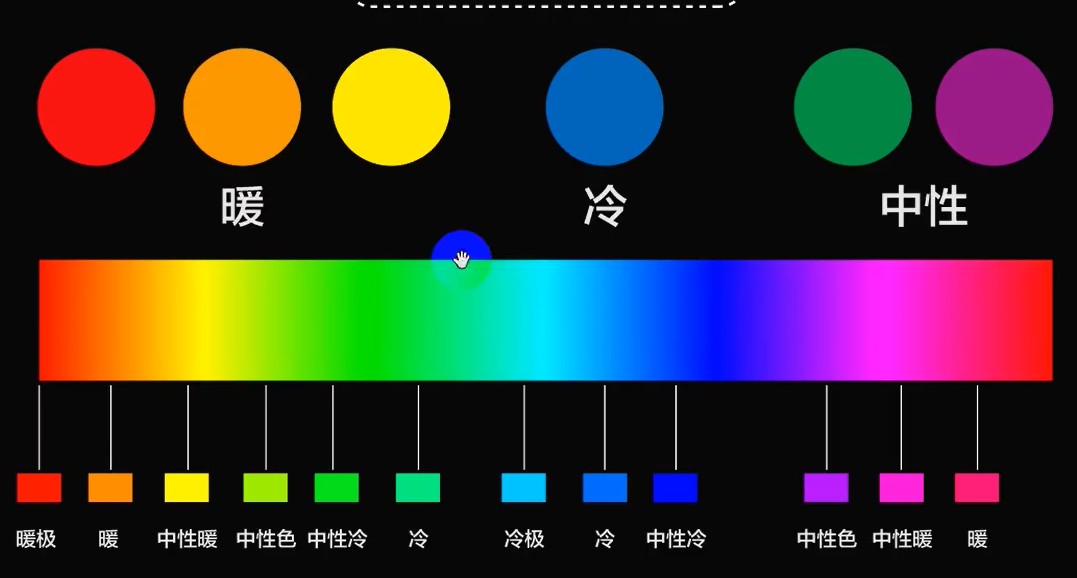 暖 冷 中性
暖极 暖 中性暖 中性色 中性冷 冷 冷极 冷 中性冷 中性色 中性暖 暖